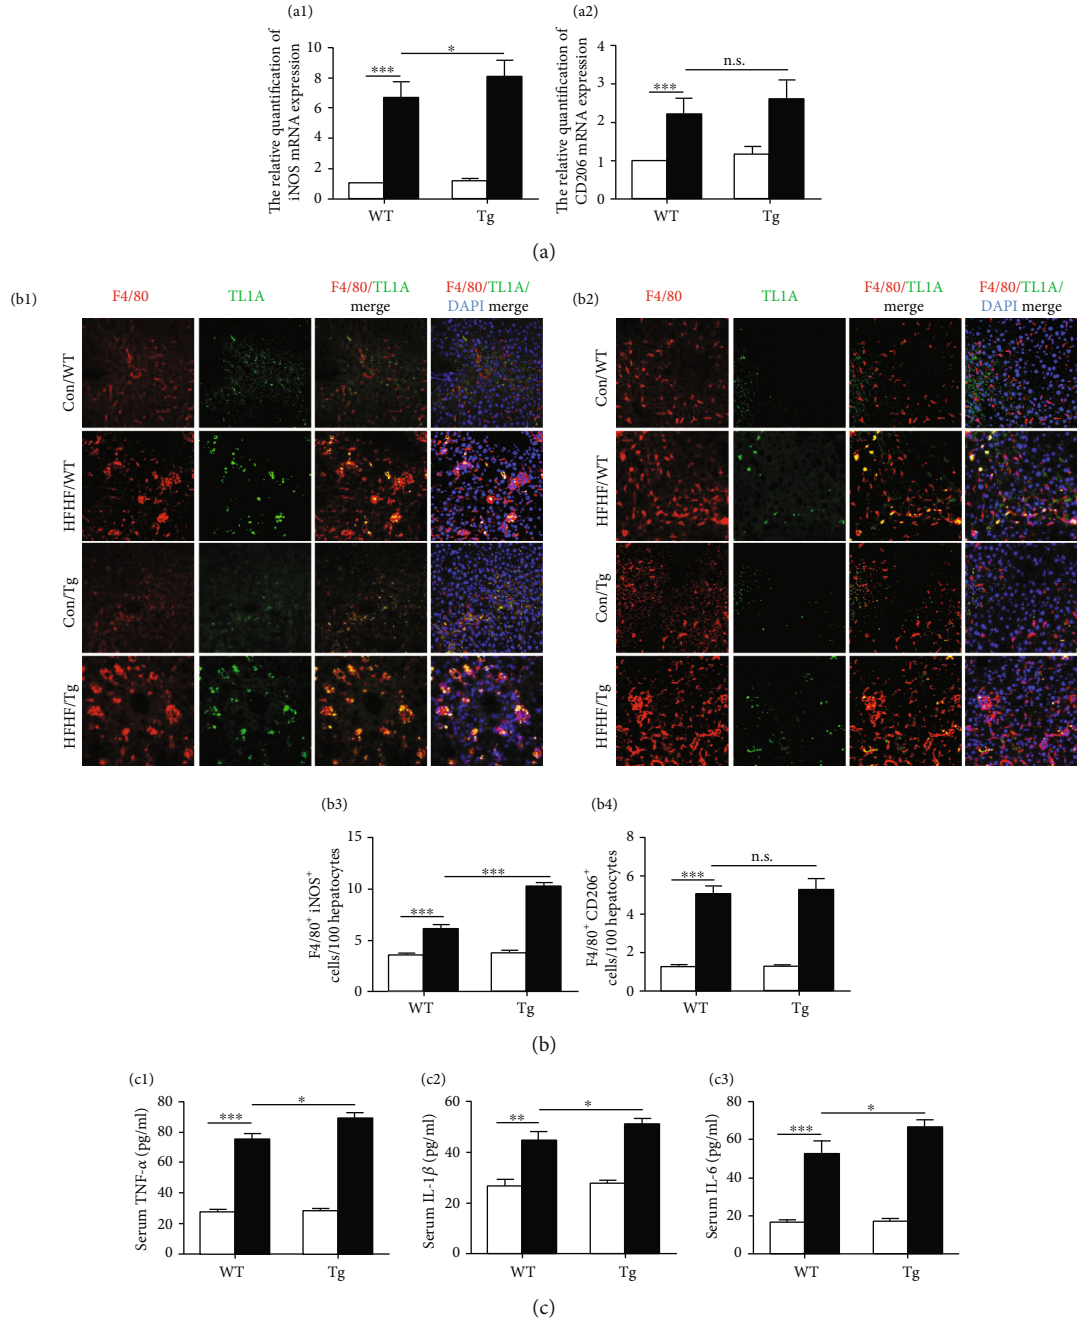 (a1)
The relative quantification of
iNOS mRNA expression
10
8
6
4
2
0
***
*
WT
Tg
(a2)
The relative quantification of
CD206 mRNA expression
4
3
2
1
0
***
n.s.
WT
Tg
(a)
(b1)
F4/80
TL1A
F4/80/TL1A
merge
F4/80/TL1A/
DAPI merge
Con/WT
HFHF/WT
Con/Tg
HFHF/Tg
(b2)
F4/80
TL1A
F4/80/TL1A
merge
F4/80/TL1A/
DAPI merge
Con/WT
HFHF/WT
Con/Tg
HFHF/Tg
(b3)
F4/80+ iNOS+
cells/100 hepatocytes
15
10
5
0
***
***
WT
Tg
(b4)
F4/80+ CD206+
cells/100 hepatocytes
8
6
4
2
0
***
n.s.
WT
Tg
(b)
(c1)
Serum TNF-α (pg/ml)
80
80
60
40
20
0
***
*
WT
Tg
(c2)
Serum IL-1β (pg/ml)
60
40
20
0
**
*
WT
Tg
(c3)
Serum IL-6 (pg/ml)
80
60
40
20
0
***
*
WT
Tg
(c)